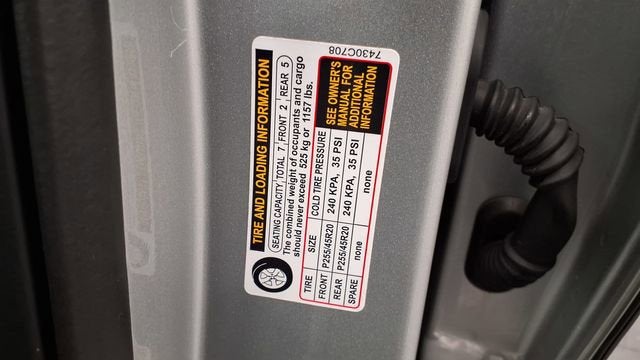 TIRE AND LOADING INFORMATION
SEATING CAPACITY TOTAL 7 FRONT 2 REAR 5
The combined weight of occupants and cargo
should never exceed 525 kg or 1157 lbs.
TIRE SIZE COLD TIRE PRESSURE
FRONT P255/45R20 240 KPA, 35 PSI
REAR P255/45R20 240 KPA, 35 PSI
SPARE none none
SEE OWNER'S
MANUAL FOR
ADDITIONAL
INFORMATION
7430C708